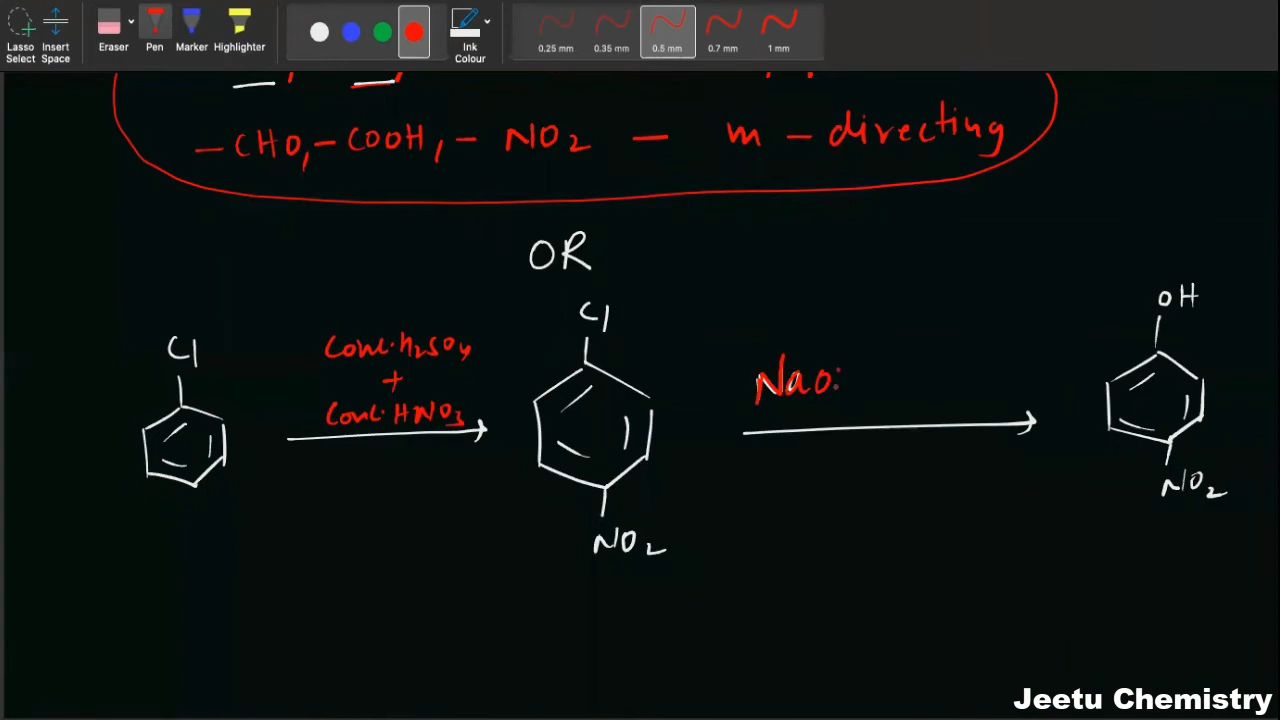 Lasso Select
Insert Space
Eraser
Pen
Marker
Highlighter
Ink Colour
0.25 mm
0.35 mm
0.5 mm
0.7 mm
1 mm
-CHO, -COOH, - NO2 - m - directing
OR
Cl
Conc. H2SO4
+
Conc. HNO3
Cl
NO2
NaO
OH
NO2
Jeetu Chemistry